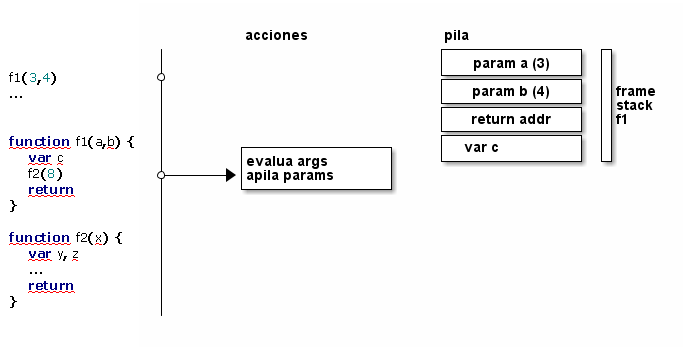 acciones
pila
f1(3,4)
...
function f1(a,b) {
var c
f2(8)
return
}
function f2(x) {
var y, z
...
return
}
evalua args
apila params
param a (3)
param b (4)
return addr
var c
frame
stack
f1